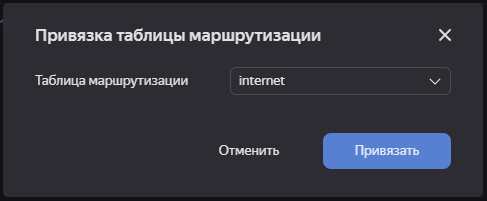 Привязка таблицы маршрутизации
Таблица маршрутизации internet
Отменить Привязать